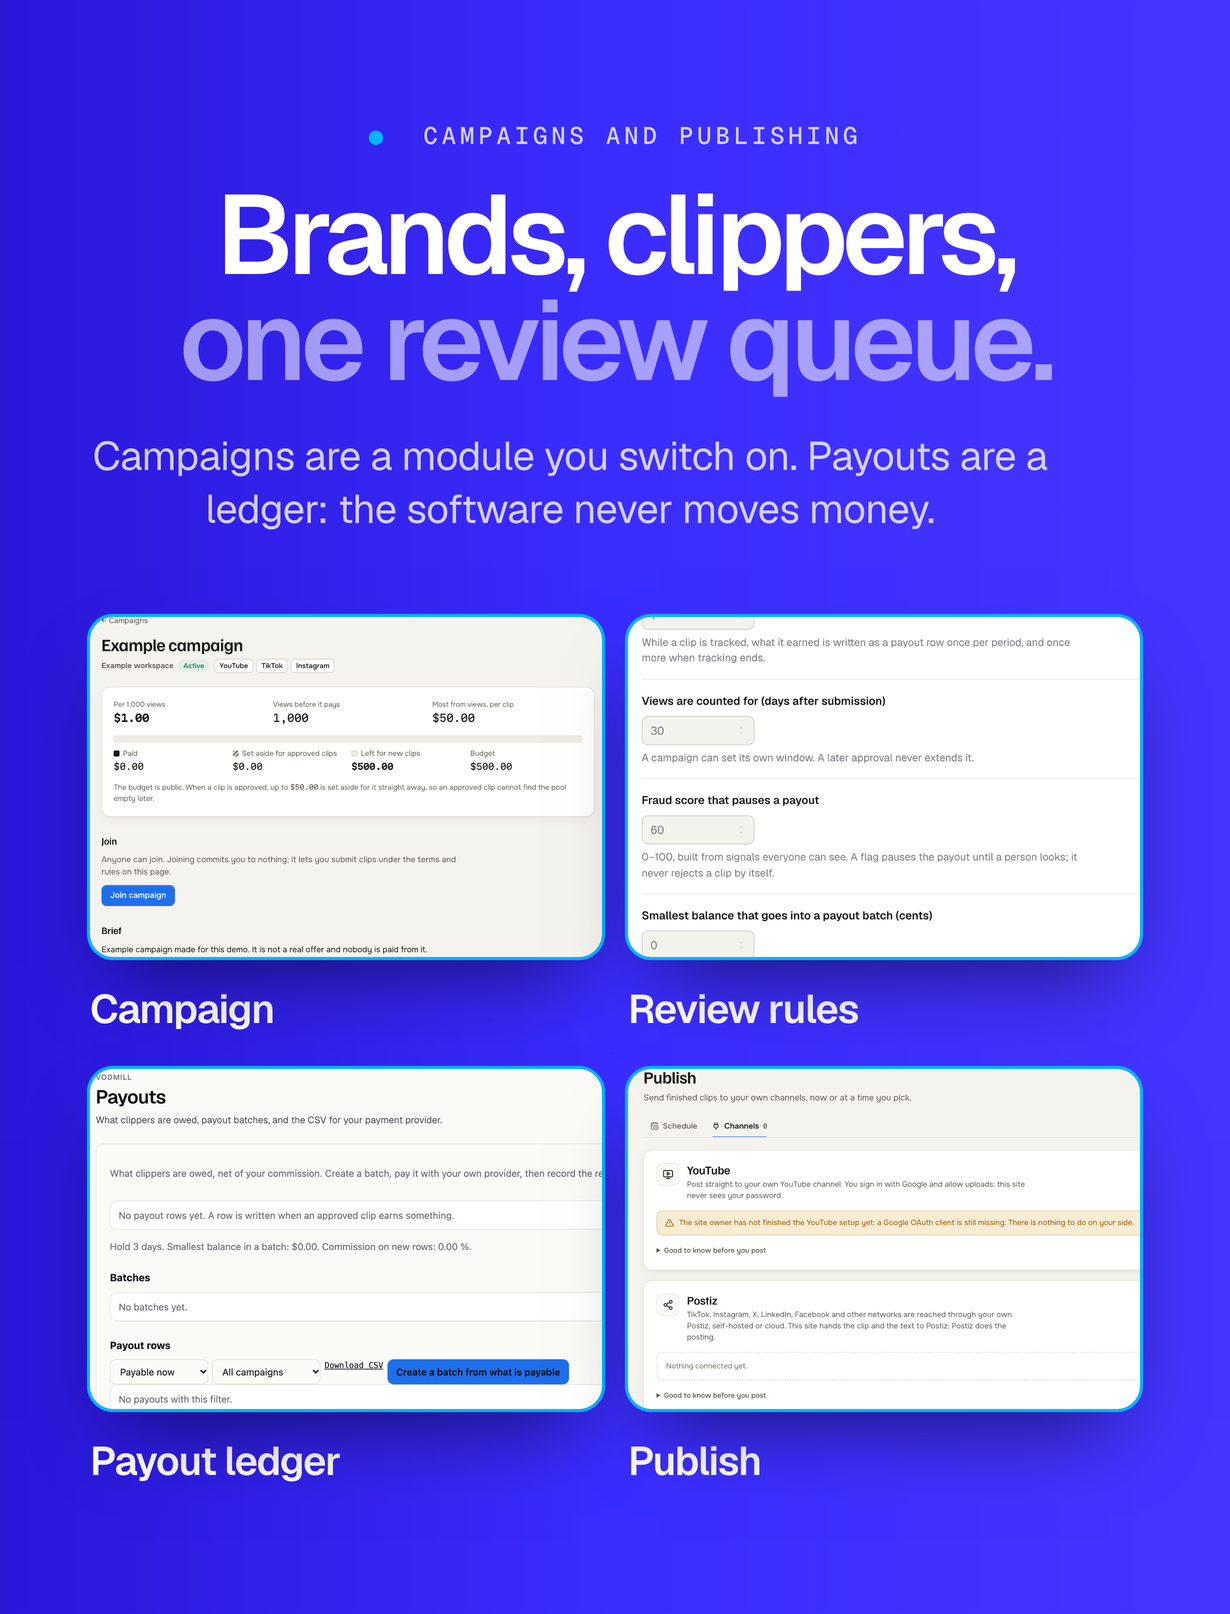 CAMPAIGNS AND PUBLISHING
Brands, clippers,
one review queue.
Campaigns are a module you switch on. Payouts are a
ledger: the software never moves money.
← Campaigns
Example campaign
Example workspace Active YouTube TikTok Instagram
Per 1,000 views Views before it pays Most from views, per clip
$1.00 1,000 $50.00
Paid Set aside for approved clips Left for new clips Budget
$0.00 $0.00 $500.00 $500.00
The budget is public. When a clip is approved, up to $50.00 is set aside for it straight away, so an approved clip cannot find the pool
empty later.
Join
Anyone can join. Joining commits you to nothing; it lets you submit clips under the terms and
rules on this page.
Join campaign
Brief
Example campaign made for this demo. It is not a real offer and nobody is paid from it.
Campaign
While a clip is tracked, what it earned is written as a payout row once per period, and once
more when tracking ends.
Views are counted for (days after submission)
30
A campaign can set its own window. A later approval never extends it.
Fraud score that pauses a payout
60
0–100, built from signals everyone can see. A flag pauses the payout until a person looks; it
never rejects a clip by itself.
Smallest balance that goes into a payout batch (cents)
0
Review rules
VODMILL
Payouts
What clippers are owed, payout batches, and the CSV for your payment provider.
What clippers are owed, net of your commission. Create a batch, pay it with your own provider, then record the
No payout rows yet. A row is written when an approved clip earns something.
Hold 3 days. Smallest balance in a batch: $0.00. Commission on new rows: 0.00 %.
Batches
No batches yet.
Payout rows
Payable now All campaigns Download CSV Create a batch from what is payable
No payouts with this filter.
Payout ledger
Publish
Send finished clips to your own channels, now or at a time you pick.
Schedule Channels 0
YouTube
Post straight to your own YouTube channel. You sign in with Google and allow uploads; this site
never sees your password.
The site owner has not finished the YouTube setup yet: a Google OAuth client is still missing. There is nothing to do on your side.
Good to know before you post
Postiz
TikTok, Instagram, X, LinkedIn, Facebook and other networks are reached through your own
Postiz, self-hosted or cloud. This site hands the clip and the text to Postiz; Postiz does the
posting.
Nothing connected yet.
Good to know before you post
Publish